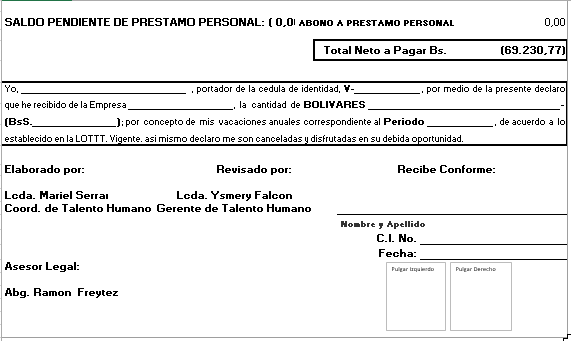 SALDO PENDIENTE DE PRESTAMO PERSONAL: ( 0,0 ABONO A PRESTAMO PERSONAL 0,00
Total Neto a Pagar Bs. (69.230,77)
Yo, ____________________ , portador de la cedula de identidad, V-______________ , por medio de la presente declaro
que he recibido de la Empresa ____________________ , la cantidad de BOLIVARES ____________________-
(BsS.________________); por concepto de mis vacaciones anuales correspondiente al Periodo _____________ , de acuerdo a lo
establecido en la LOTTT. Vigente. asi mismo declaro me son canceladas y disfrutadas en su debida oportunidad.
Elaborado por: Revisado por: Recibe Conforme:
Lcda. Mariel Serrar Lcda. Ysmery Falcon
Coord. de Talento Humano Gerente de Talento Humano
Nombre y Apellido
C.I. No.
Fecha:
Asesor Legal:
Pulgar Izquierdo Pulgar Derecho
Abg. Ramon Freytez